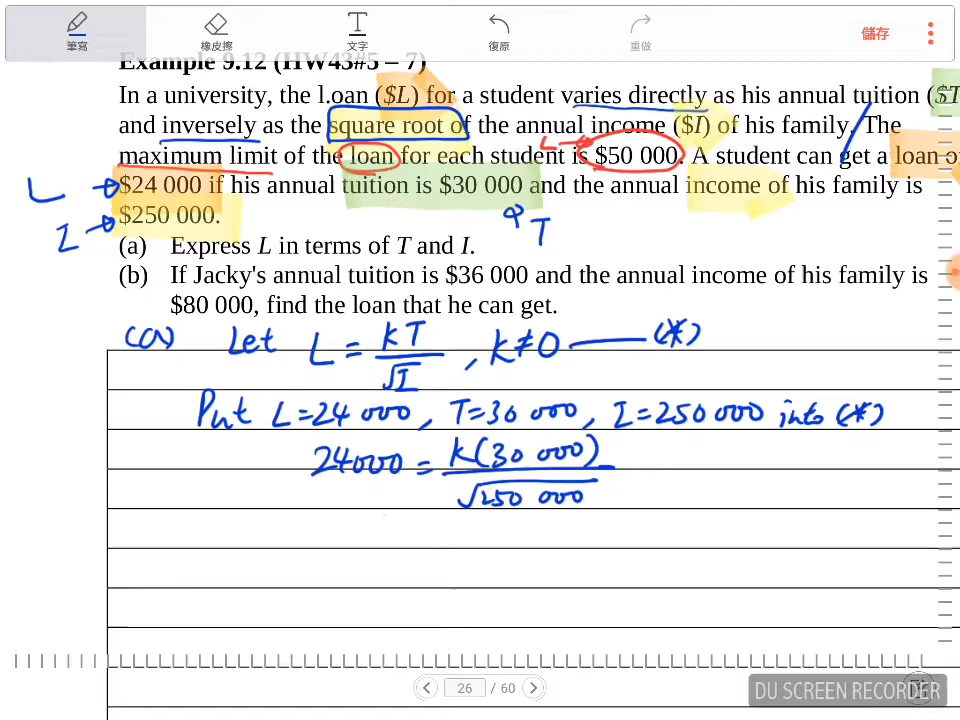 筆寫 橡皮擦 文字 復原 重做 儲存
Example 9.12 (HW43#5 – 7)
In a university, the loan ($L) for a student varies directly as his annual tuition ($T
and inversely as the square root of the annual income ($I) of his family. The
L →
maximum limit of the loan for each student is $50 000. A student can get a loan o
L → $24 000 if his annual tuition is $30 000 and the annual income of his family is
I → $250 000.
T
(a) Express L in terms of T and I.
(b) If Jacky's annual tuition is $36 000 and the annual income of his family is
$80 000, find the loan that he can get.
(a) Let L = kT/√I , k≠0 —— (*)
Put L=24 000 , T=30 000 , I=250 000 into (*)
24000 = k(30 000)/√250 000
26 / 60
DU SCREEN RECORDER